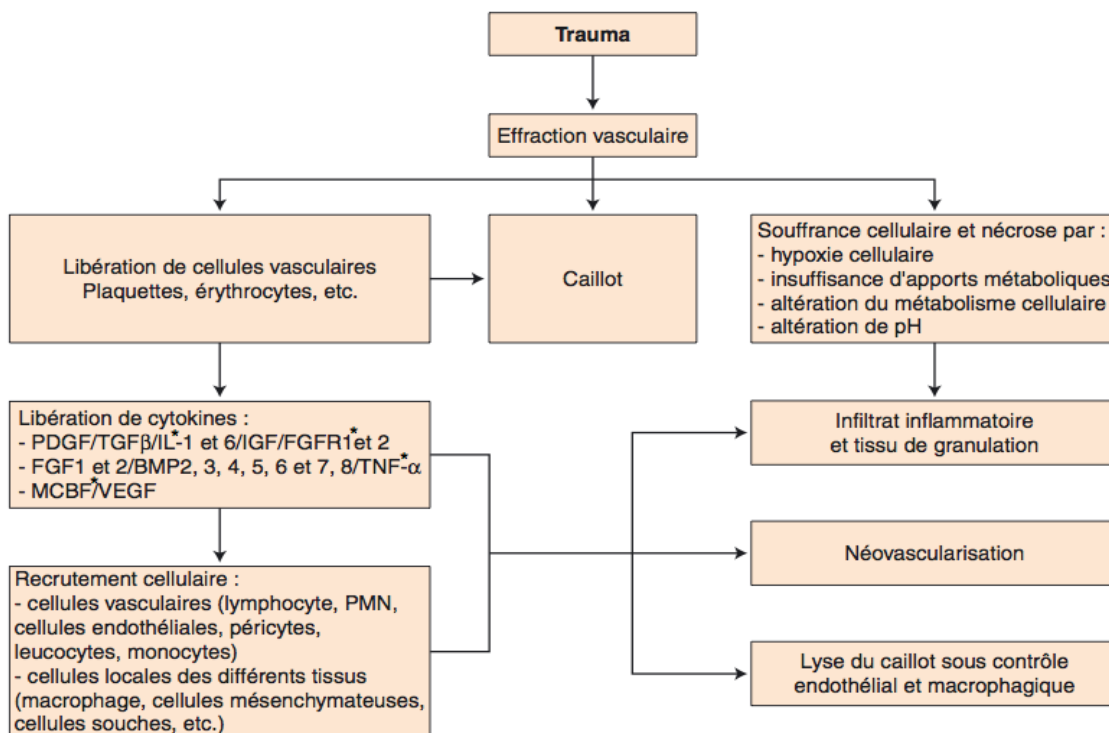 Trauma
Effraction vasculaire
Libération de cellules vasculaires
Plaquettes, érythrocytes, etc.
Caillot
Souffrance cellulaire et nécrose par :
- hypoxie cellulaire
- insuffisance d'apports métaboliques
- altération du métabolisme cellulaire
- altération de pH
Libération de cytokines :
- PDGF/TGFβ/IL*-1 et 6/IGF/FGFR1* et 2
- FGF1 et 2/BMP2, 3, 4, 5, 6 et 7, 8/TNF*-α
- MCBF*/VEGF
Infiltrat inflammatoire
et tissu de granulation
Néovascularisation
Recrutement cellulaire :
- cellules vasculaires (lymphocyte, PMN,
cellules endothéliales, péricytes,
leucocytes, monocytes)
- cellules locales des différents tissus
(macrophage, cellules mésenchymateuses,
cellules souches, etc.)
Lyse du caillot sous contrôle
endothélial et macrophagique